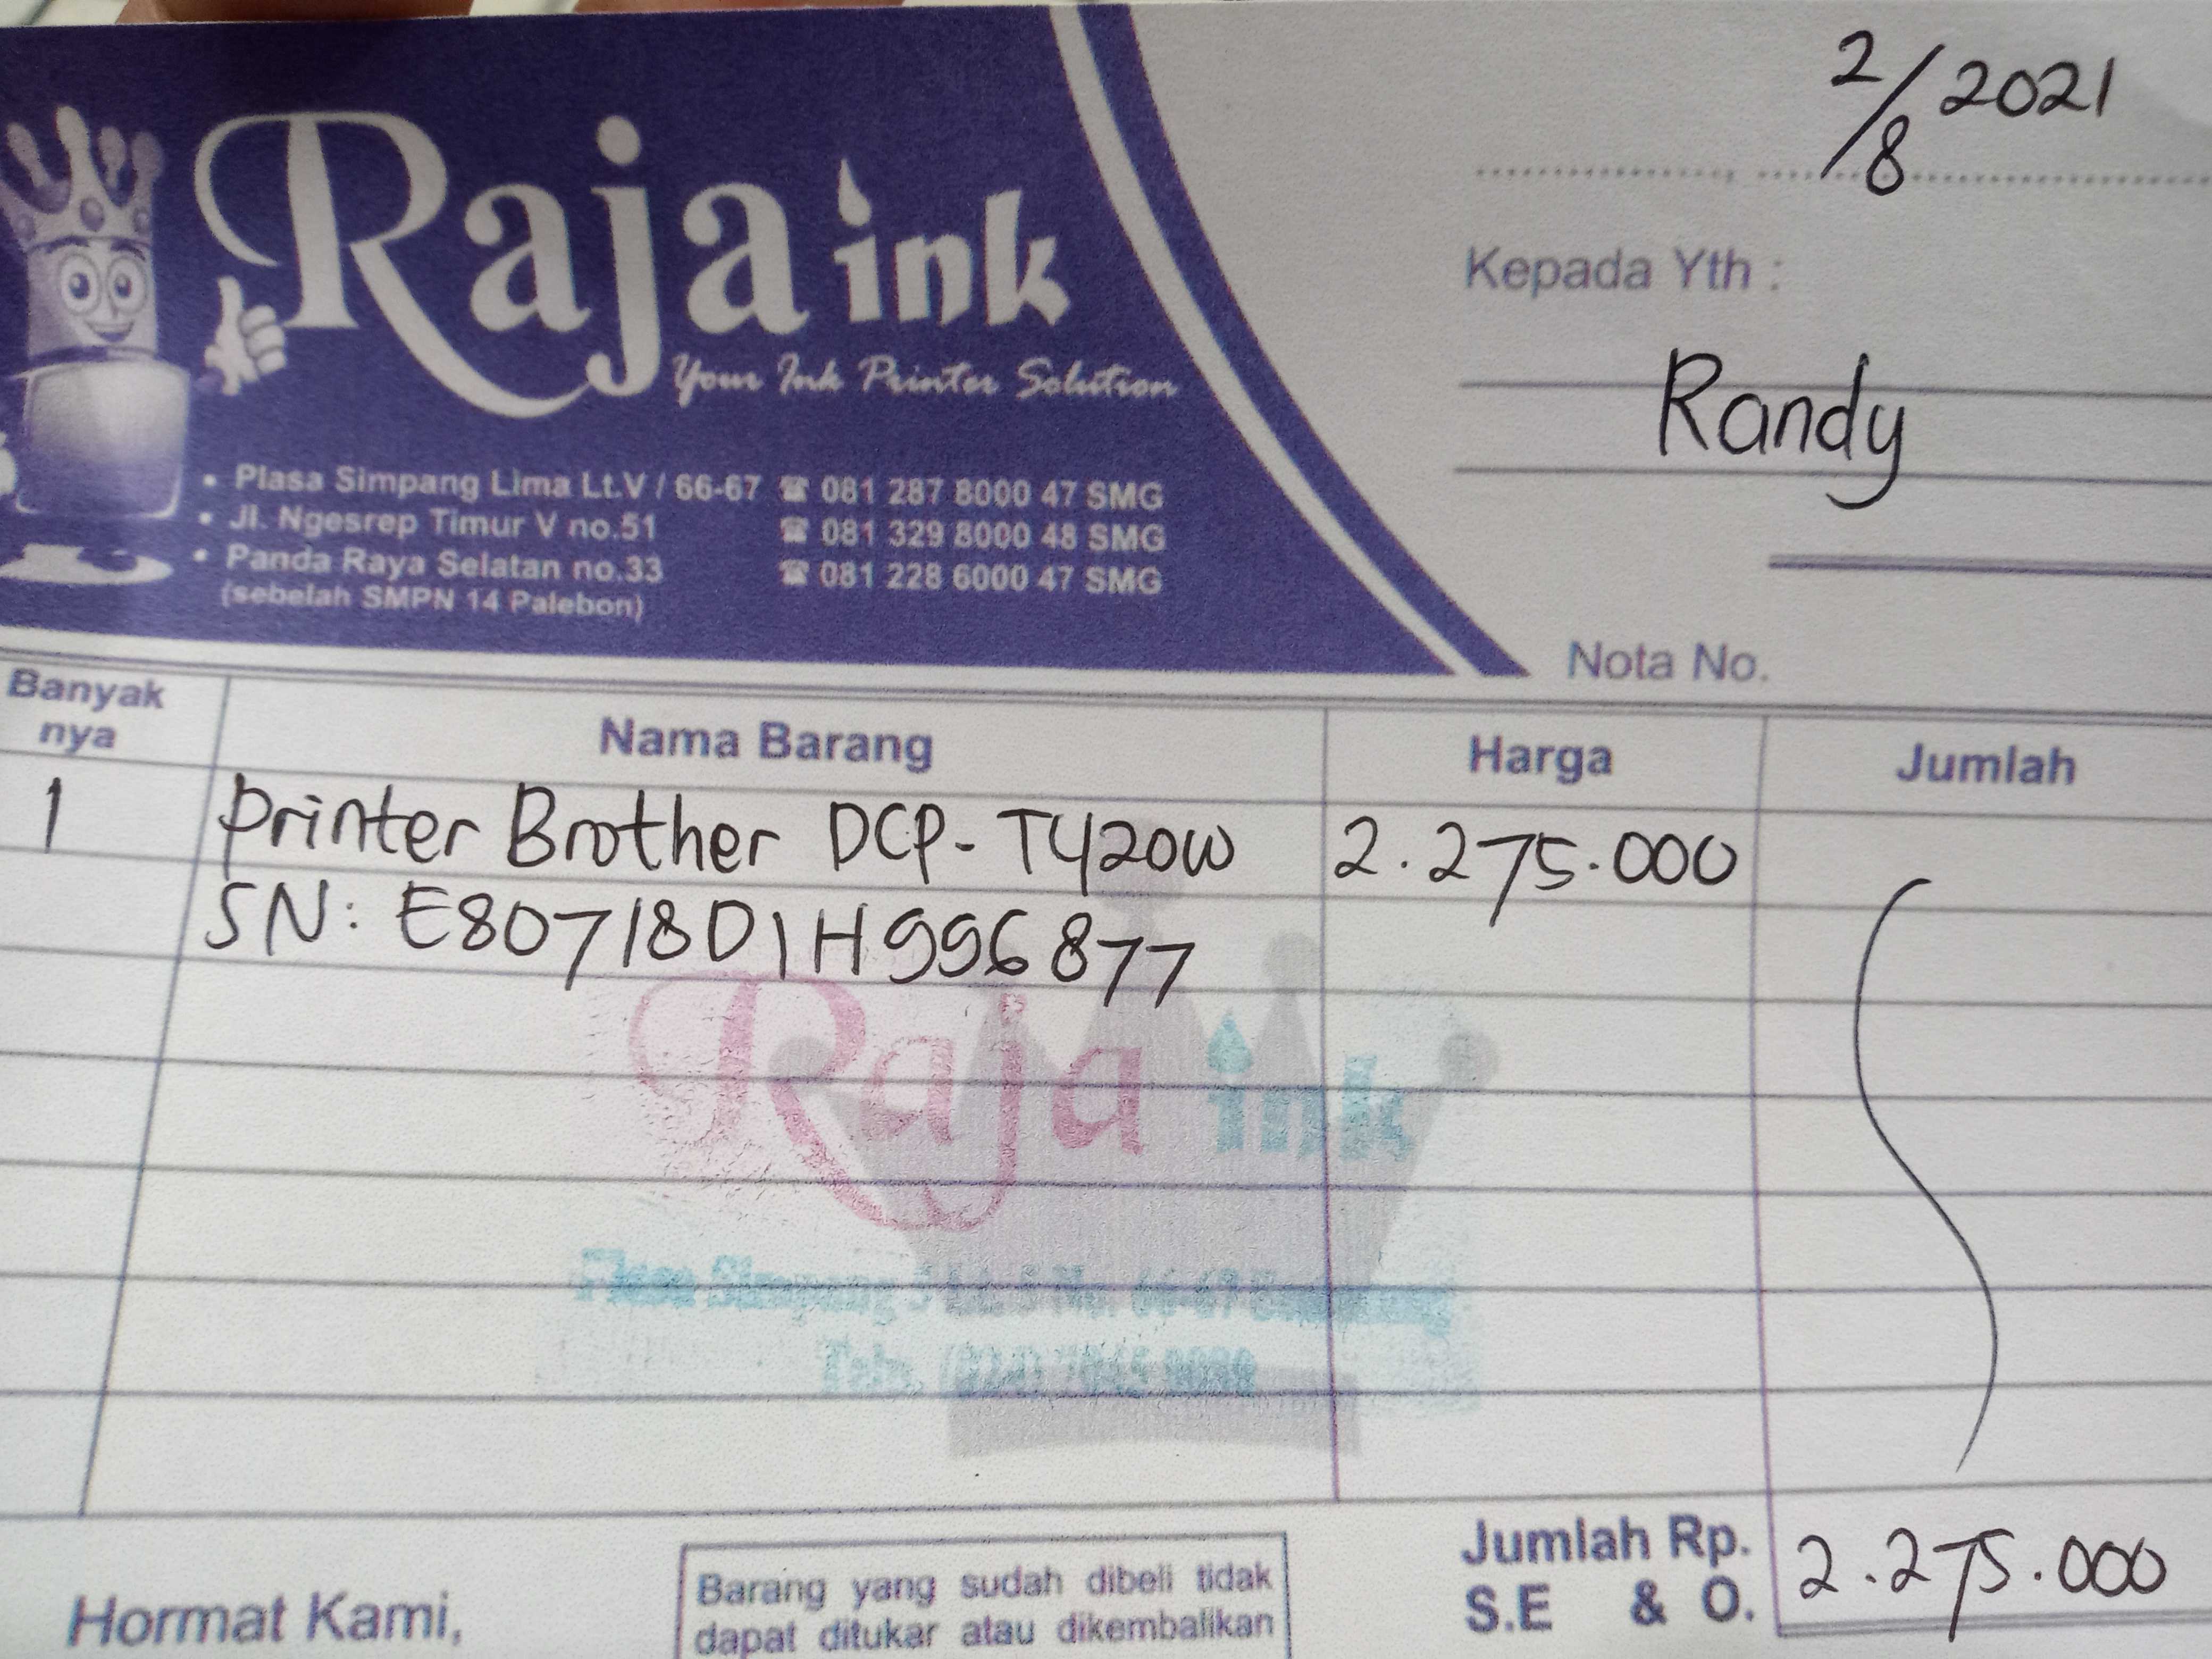 2/8 2021
Raja ink
Your Ink Printer Solution
Kepada Yth :
Randy
• Plasa Simpang Lima Lt.V / 66-67 ☎ 081 287 8000 47 SMG
• Jl. Ngesrep Timur V no.51 ☎ 081 329 8000 48 SMG
• Panda Raya Selatan no.33 ☎ 081 228 6000 47 SMG
(sebelah SMPN 14 Palebon)
Nota No.
Banyak nya Nama Barang Harga Jumlah
1 Printer Brother DCP-T420W 2.275.000
SN: E80718D1H996877
Raja ink
Jumlah Rp. 2.275.000
S.E & O.
Hormat Kami,
Barang yang sudah dibeli tidak
dapat ditukar atau dikembalikan